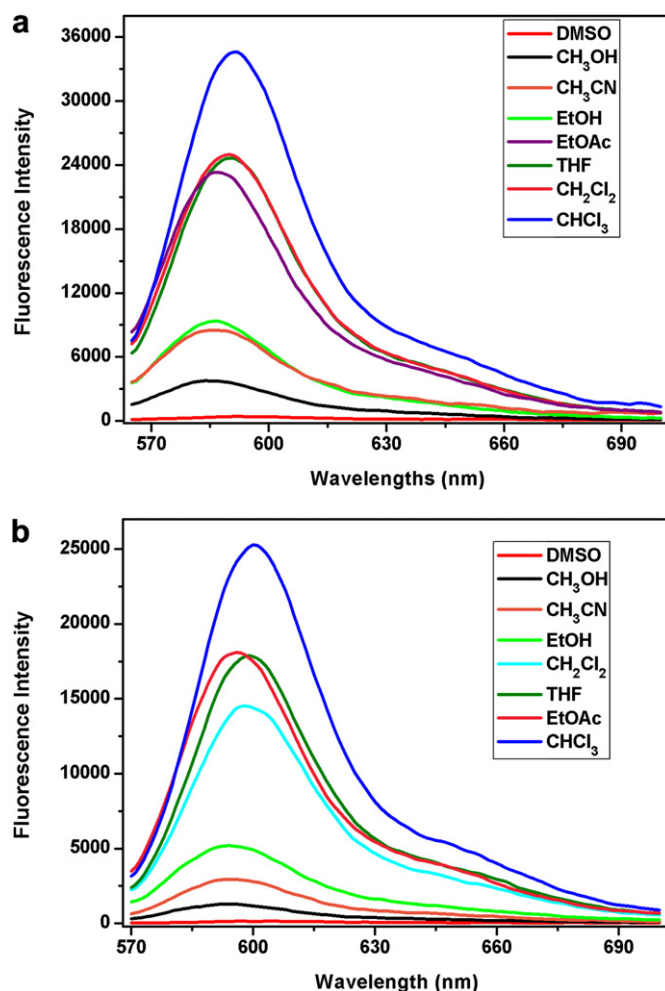 a
36000
30000
24000
18000
12000
6000
0
Fluorescence Intensity
DMSO
CH₃OH
CH₃CN
EtOH
EtOAc
THF
CH₂Cl₂
CHCl₃
570 600 630 660 690
Wavelengths (nm)
b
25000
20000
15000
10000
5000
0
Fluorescence Intensity
DMSO
CH₃OH
CH₃CN
EtOH
CH₂Cl₂
THF
EtOAc
CHCl₃
570 600 630 660 690
Wavelength (nm)